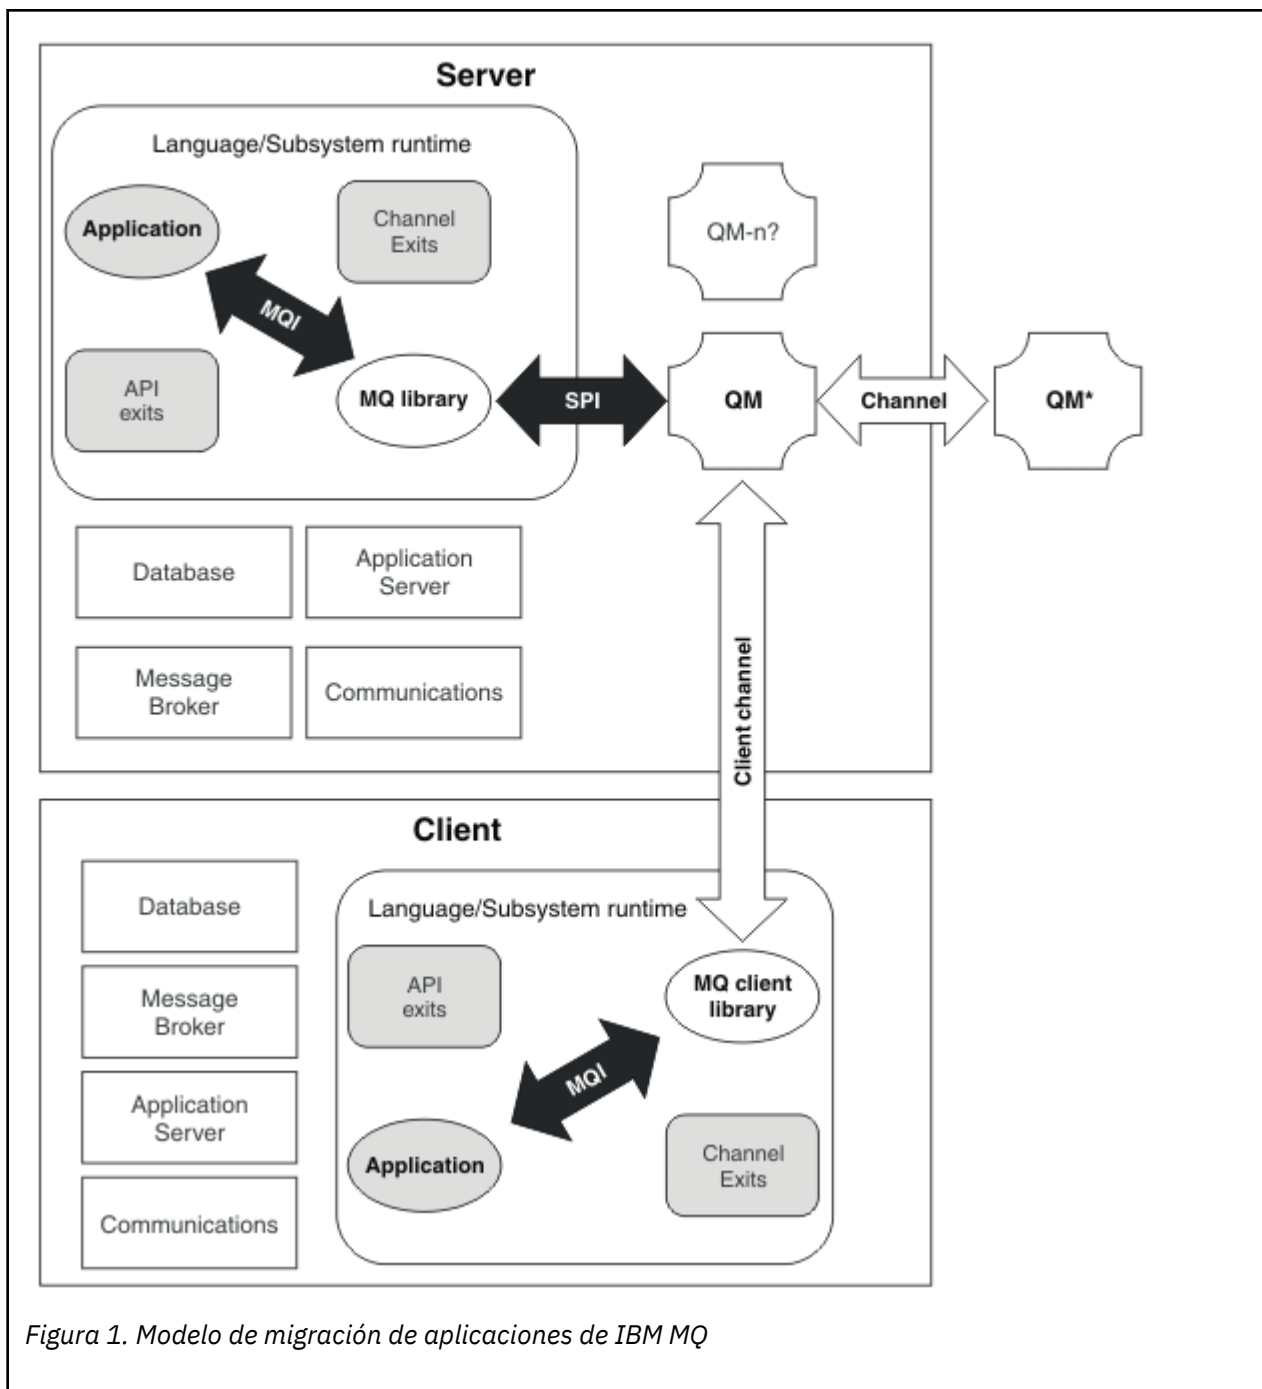 Server
Language/Subsystem runtime
Application
Channel
Exits
MQI
API
exits
MQ library
SPI
QM-n?
QM
Channel
QM*
Database
Application
Server
Message
Broker
Communications
Client channel
Client
Database
Message
Broker
Application
Server
Communications
Language/Subsystem runtime
API
exits
MQ client
library
MQI
Application
Channel
Exits
Figura 1. Modelo de migración de aplicaciones de IBM MQ